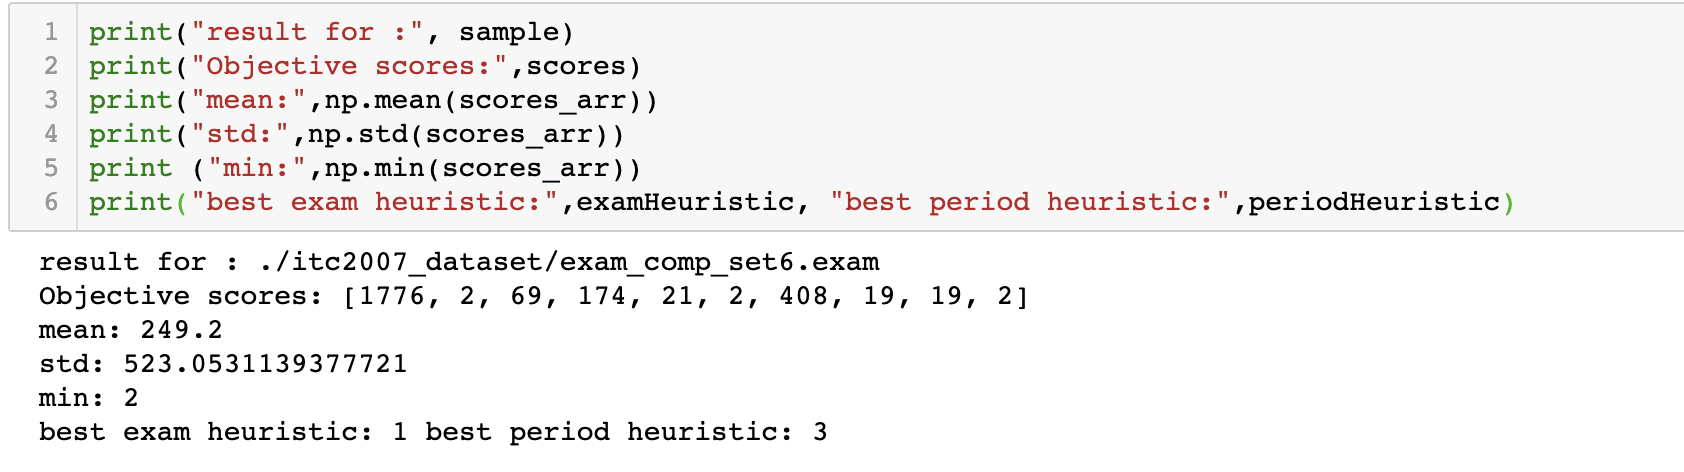 1 print("result for :", sample)
2 print("Objective scores:",scores)
3 print("mean:",np.mean(scores_arr))
4 print("std:",np.std(scores_arr))
5 print ("min:",np.min(scores_arr))
6 print("best exam heuristic:",examHeuristic, "best period heuristic:",periodHeuristic)
result for : ./itc2007_dataset/exam_comp_set6.exam
Objective scores: [1776, 2, 69, 174, 21, 2, 408, 19, 19, 2]
mean: 249.2
std: 523.0531139377721
min: 2
best exam heuristic: 1 best period heuristic: 3